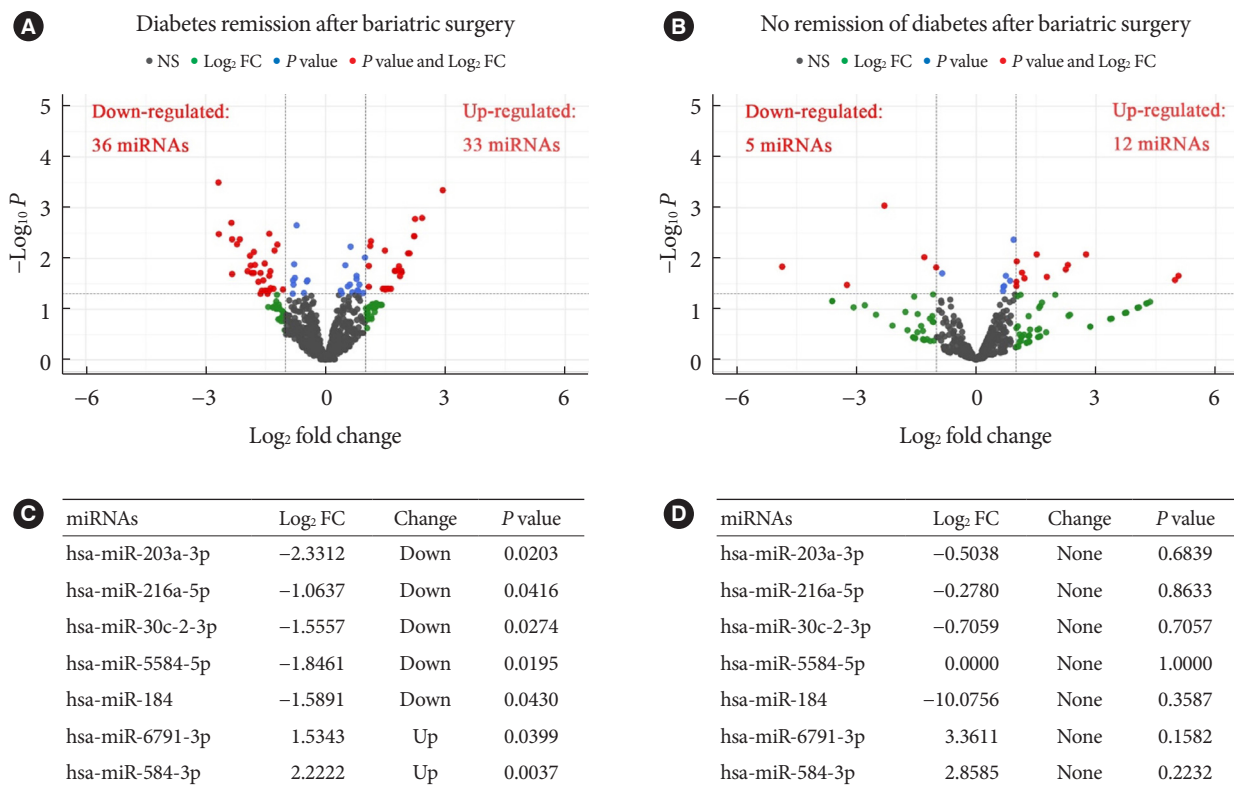 A Diabetes remission after bariatric surgery
NS Log2 FC P value P value and Log2 FC
Down-regulated: Up-regulated:
36 miRNAs 33 miRNAs
5
4
3
2
1
0
−Log10 P
−6 −3 0 3 6
Log2 fold change
B No remission of diabetes after bariatric surgery
NS Log2 FC P value P value and Log2 FC
Down-regulated: Up-regulated:
5 miRNAs 12 miRNAs
5
4
3
2
1
0
−Log10 P
−6 −3 0 3 6
Log2 fold change
C
miRNAs Log2 FC Change P value
hsa-miR-203a-3p −2.3312 Down 0.0203
hsa-miR-216a-5p −1.0637 Down 0.0416
hsa-miR-30c-2-3p −1.5557 Down 0.0274
hsa-miR-5584-5p −1.8461 Down 0.0195
hsa-miR-184 −1.5891 Down 0.0430
hsa-miR-6791-3p 1.5343 Up 0.0399
hsa-miR-584-3p 2.2222 Up 0.0037
D
miRNAs Log2 FC Change P value
hsa-miR-203a-3p −0.5038 None 0.6839
hsa-miR-216a-5p −0.2780 None 0.8633
hsa-miR-30c-2-3p −0.7059 None 0.7057
hsa-miR-5584-5p 0.0000 None 1.0000
hsa-miR-184 −10.0756 None 0.3587
hsa-miR-6791-3p 3.3611 None 0.1582
hsa-miR-584-3p 2.8585 None 0.2232